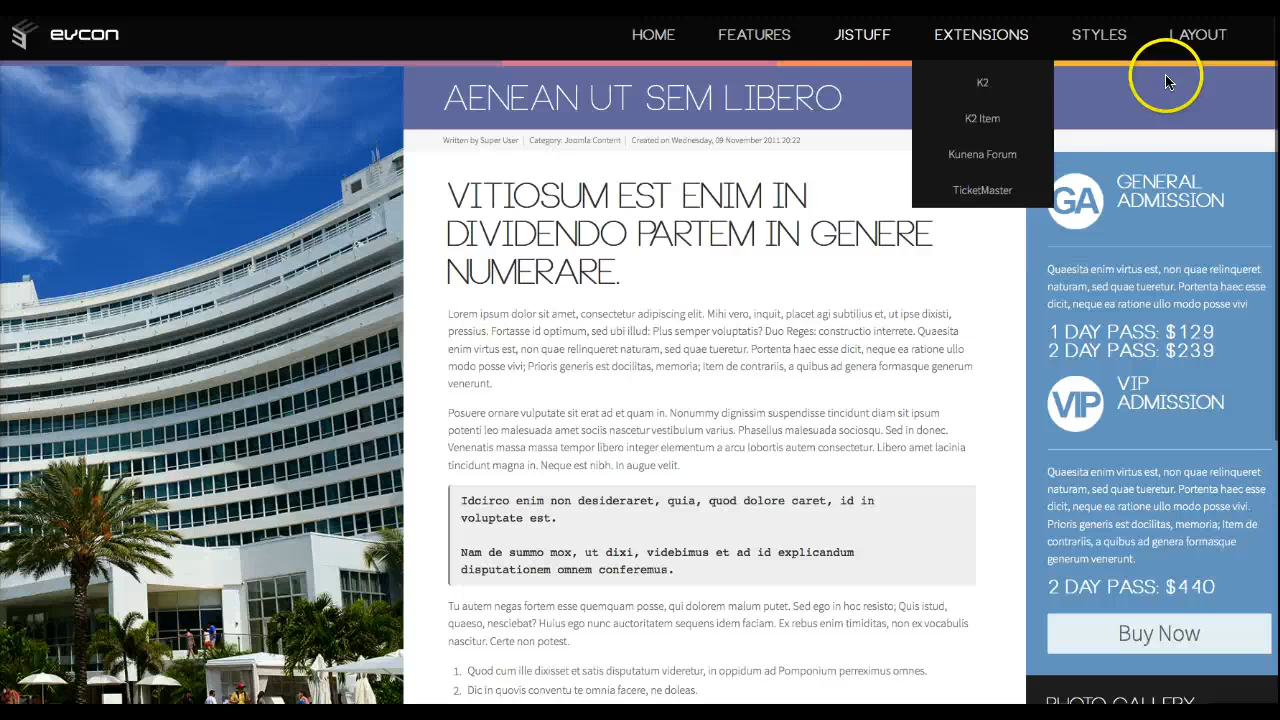 evcon
HOME
FEATURES
J!STUFF
EXTENSIONS
STYLES
LAYOUT
K2
K2 Item
Kunena Forum
TicketMaster
AENEAN UT SEM LIBERO
Written by Super User
Category: Joomla Content
Created on Wednesday, 09 November 2011 20:22
VITIOSUM EST ENIM IN
DIVIDENDO PARTEM IN GENERE
NUMERARE.
Lorem ipsum dolor sit amet, consectetur adipiscing elit. Mihi vero, inquit, placet agi subtilius et, ut ipse dixisti,
pressius. Fortasse id optimum, sed ubi illud: Plus semper voluptatis? Duo Reges: constructio interrete. Quaesita
enim virtus est, non quae relinqueret naturam, sed quae tueretur. Portenta haec esse dicit, neque ea ratione ullo
modo posse vivi; Prioris generis est docilitas, memoria; Item de contrariis, a quibus ad genera formasque generum
venerunt.
Posuere ornare vulputate sit erat ad et quam in. Nonummy dignissim suspendisse tincidunt diam sit ipsum
potenti leo malesuada amet sociis nascetur vestibulum varius. Phasellus malesuada sociosqu. Sed in donec.
Venenatis massa massa tempor libero integer elementum a arcu lobortis autem consectetur. Libero amet lacinia
tincidunt magna in. Neque est nibh. In augue velit.
Idcirco enim non desideraret, quia, quod dolore caret, id in
voluptate est.
Nam de summo mox, ut dixi, videbimus et ad id explicandum
disputationem omnem conferemus.
Tu autem negas fortem esse quemquam posse, qui dolorem malum putet. Sed ego in hoc resisto; Quis istud,
quaeso, nesciebat? Huius ego nunc auctoritatem sequens idem faciam. Ex rebus enim timiditas, non ex vocabulis
nascitur. Certe non potest.
1. Quod cum ille dixisset et satis disputatum videretur, in oppidum ad Pomponium perreximus omnes.
2. Dic in quovis conventu te omnia facere, ne doleas.
GA
GENERAL
ADMISSION
Quaesita enim virtus est, non quae relinqueret
naturam, sed quae tueretur. Portenta haec esse
dicit, neque ea ratione ullo modo posse vivi
1 DAY PASS: $129
2 DAY PASS: $239
VIP
VIP
ADMISSION
Quaesita enim virtus est, non quae relinqueret
naturam, sed quae tueretur. Portenta haec esse
dicit, neque ea ratione ullo modo posse vivi;
Prioris generis est docilitas, memoria; Item de
contrariis, a quibus ad genera formasque
generum venerunt.
2 DAY PASS: $440
Buy Now
PHOTO GALLERY